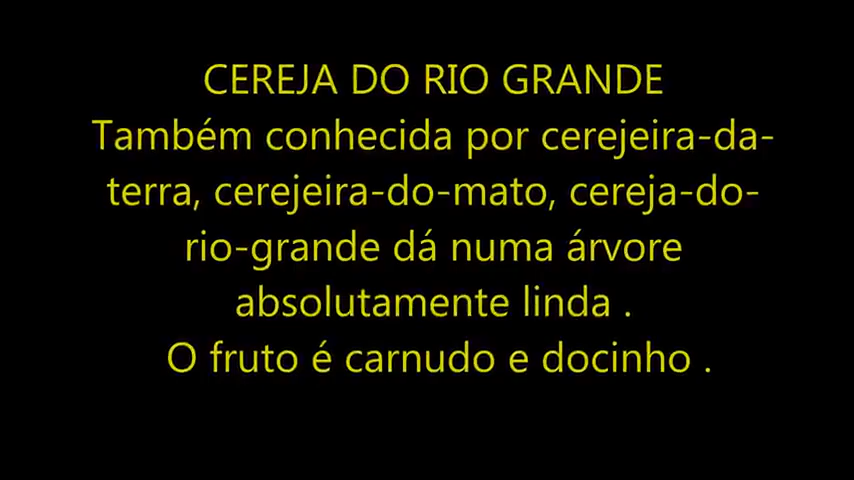 CEREJA DO RIO GRANDE
Também conhecida por cerejeira-da-
terra, cerejeira-do-mato, cereja-do-
rio-grande dá numa árvore
absolutamente linda .
O fruto é carnudo e docinho .